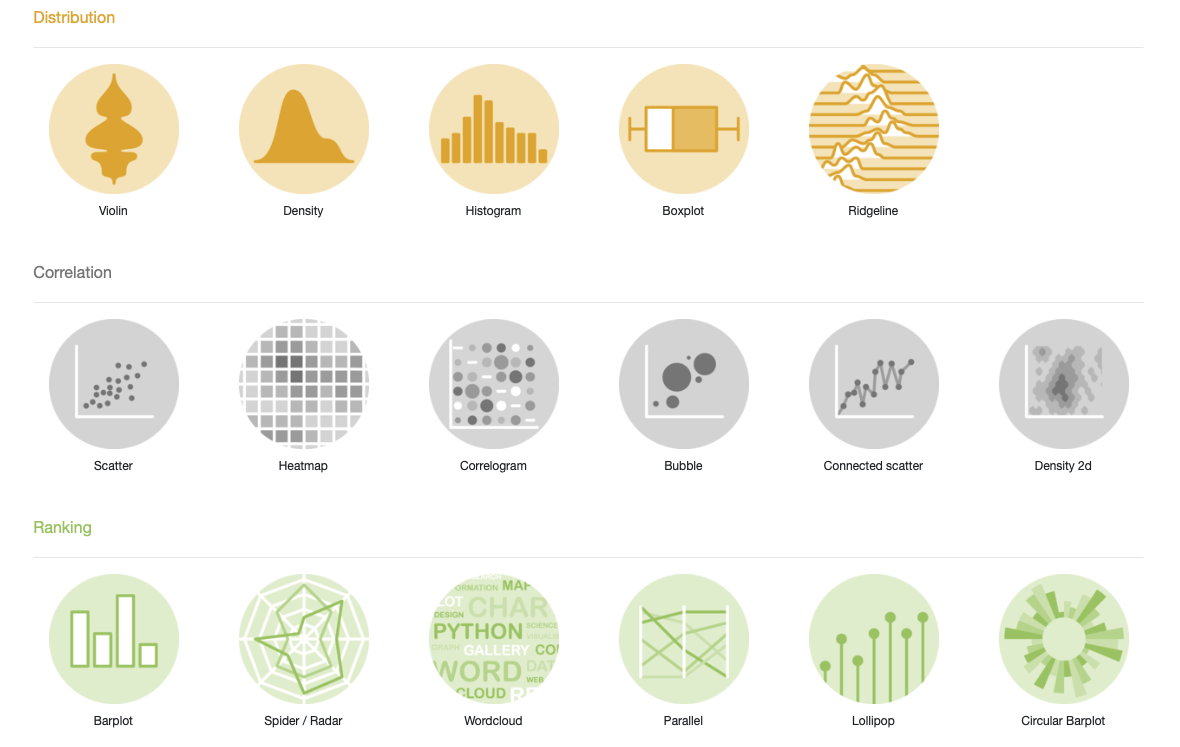 Distribution
Violin Density Histogram Boxplot Ridgeline
Correlation
Scatter Heatmap Correlogram Bubble Connected scatter Density 2d
Ranking
MAP
ORMATION
LOT
CHAR
DESIGN
PYTHON SCIENCE
VISUALIS
GRAPH GALLERY CO
WORD DAT
WEB
CLOUD RE
Barplot Spider / Radar Wordcloud Parallel Lollipop Circular Barplot